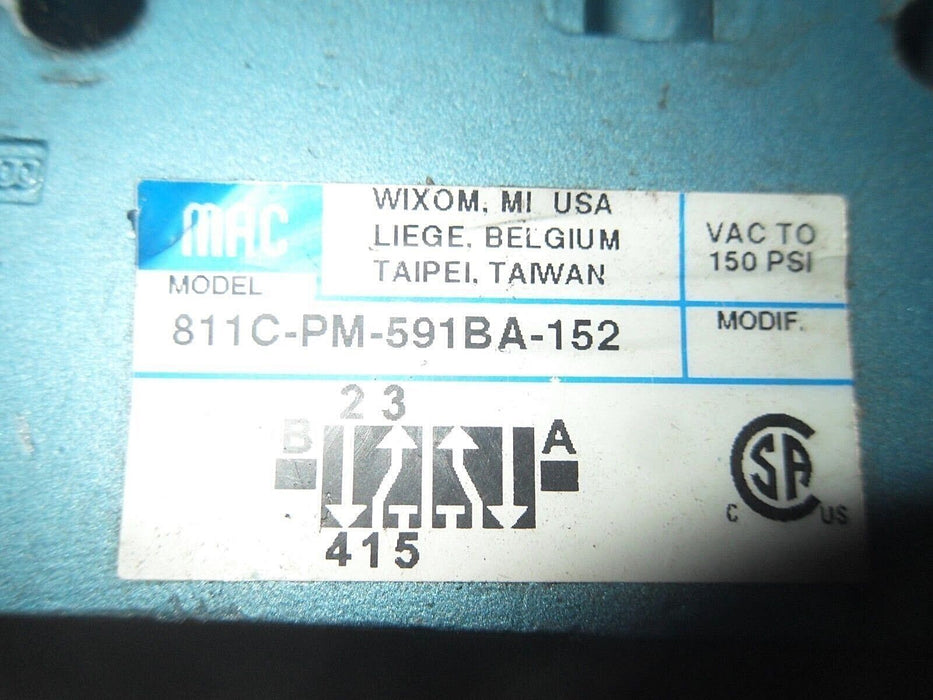 MAC
WIXOM, MI USA
LIEGE, BELGIUM
TAIPEI, TAIWAN
VAC TO
150 PSI
MODEL
811C-PM-591BA-152
MODIF.
2 3
B
A
415
CSA
C US